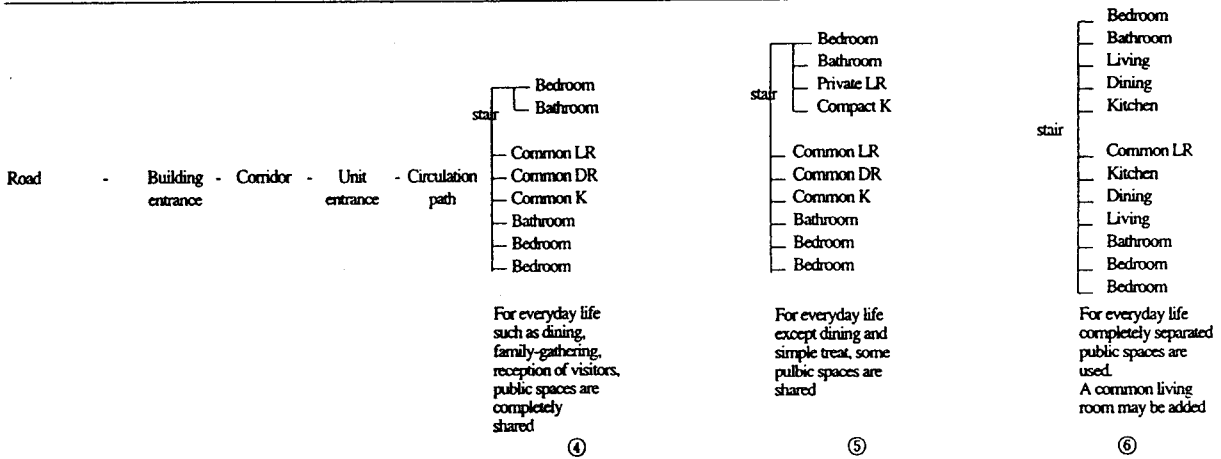 Road - Building entrance - Corridor - Unit entrance - Circulation path
stair
Bedroom
Bathroom
Common LR
Common DR
Common K
Bathroom
Bedroom
Bedroom
For everyday life
such as dining,
family-gathering,
reception of visitors,
public spaces are
completely
shared
④
stair
Bedroom
Bathroom
Private LR
Compact K
Common LR
Common DR
Common K
Bathroom
Bedroom
Bedroom
For everyday life
except dining and
simple treat, some
pulbic spaces are
shared
⑤
stair
Bedroom
Bathroom
Living
Dining
Kitchen
Common LR
Kitchen
Dining
Living
Bathroom
Bedroom
Bedroom
For everyday life
completely separated
public spaces are
used.
A common living
room may be added
⑥